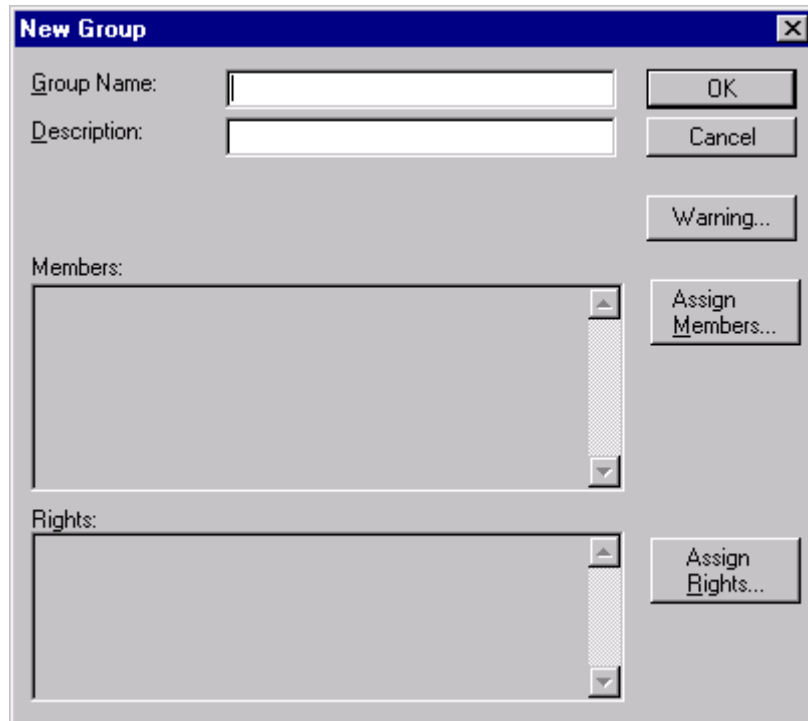 New Group
Group Name:
OK
Description:
Cancel
Warning...
Members:
Assign
Members...
Rights:
Assign
Rights...